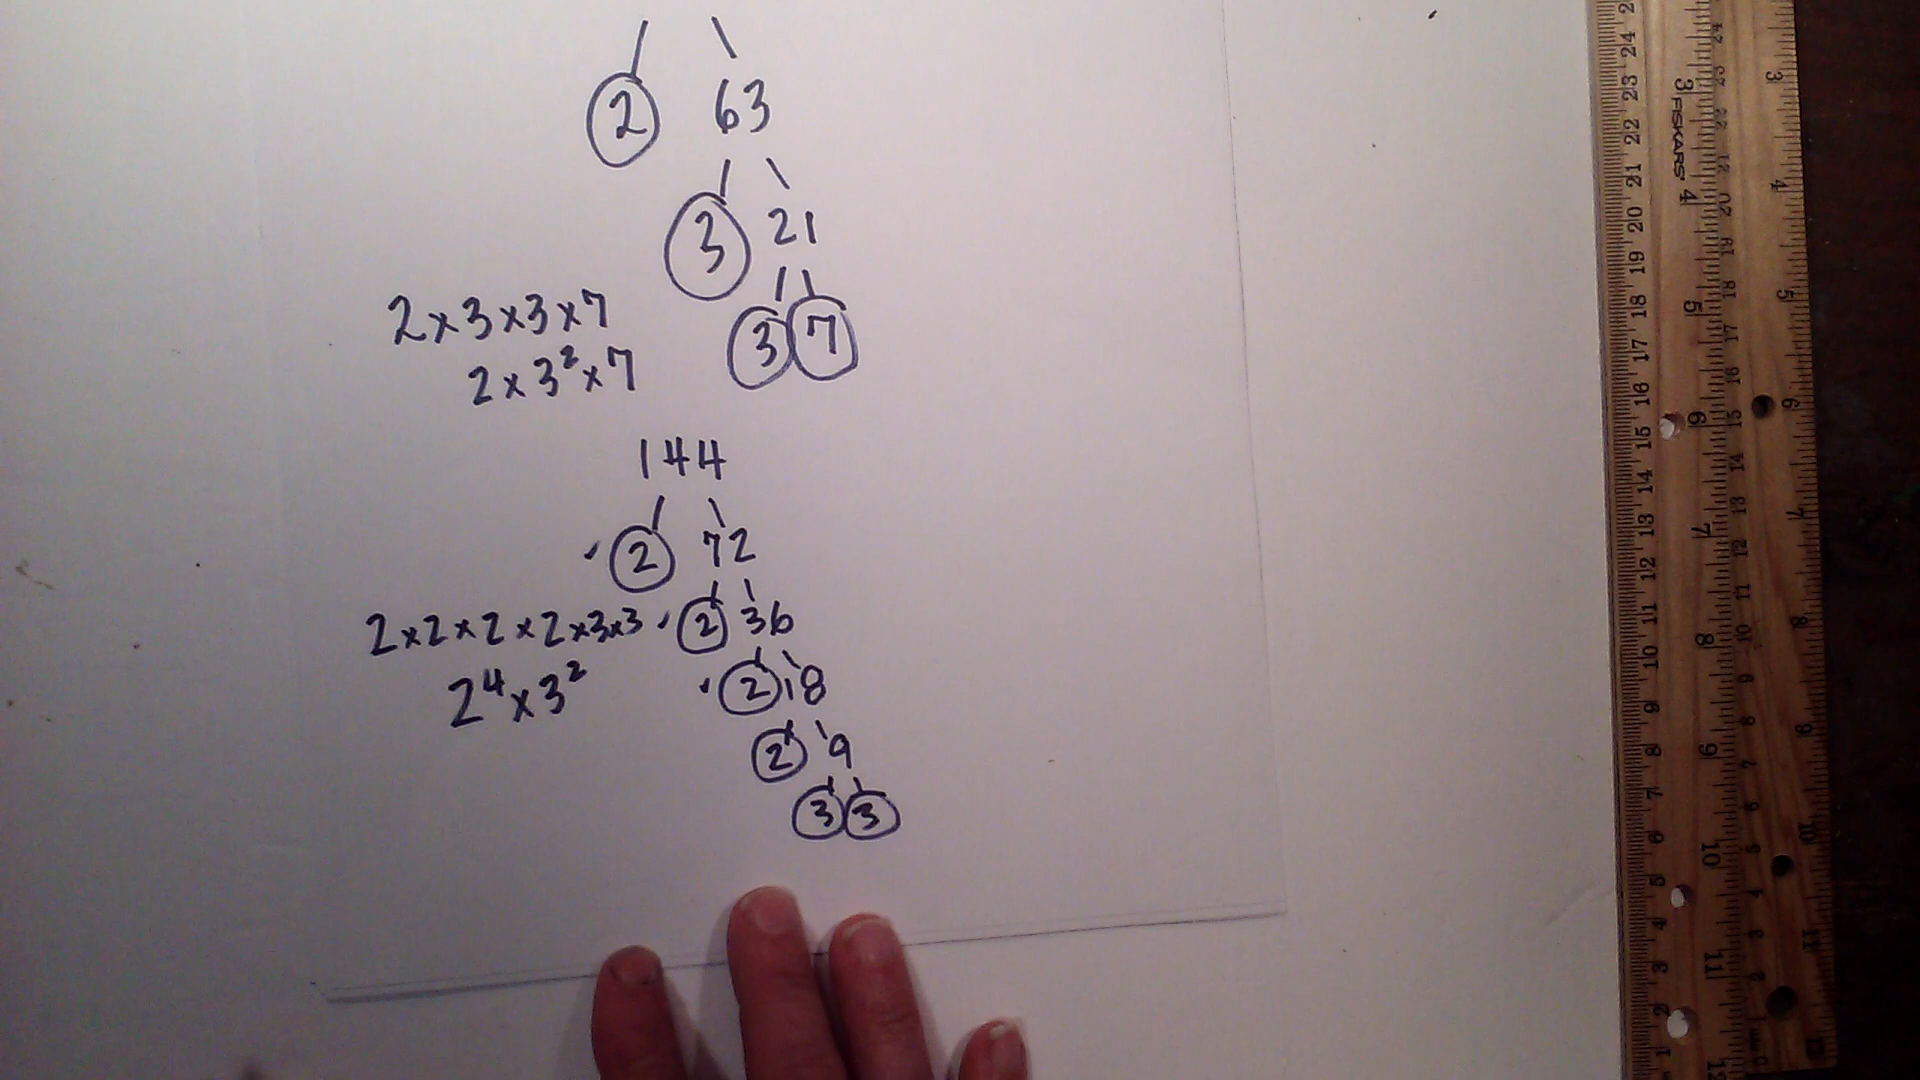 2 63
3 21
3 7
2x3x3x7
2x3²x7
144
2 72
2 36
2x2x2x2x3x3
2 18
2⁴x3²
2 9
3 3
FISKARS